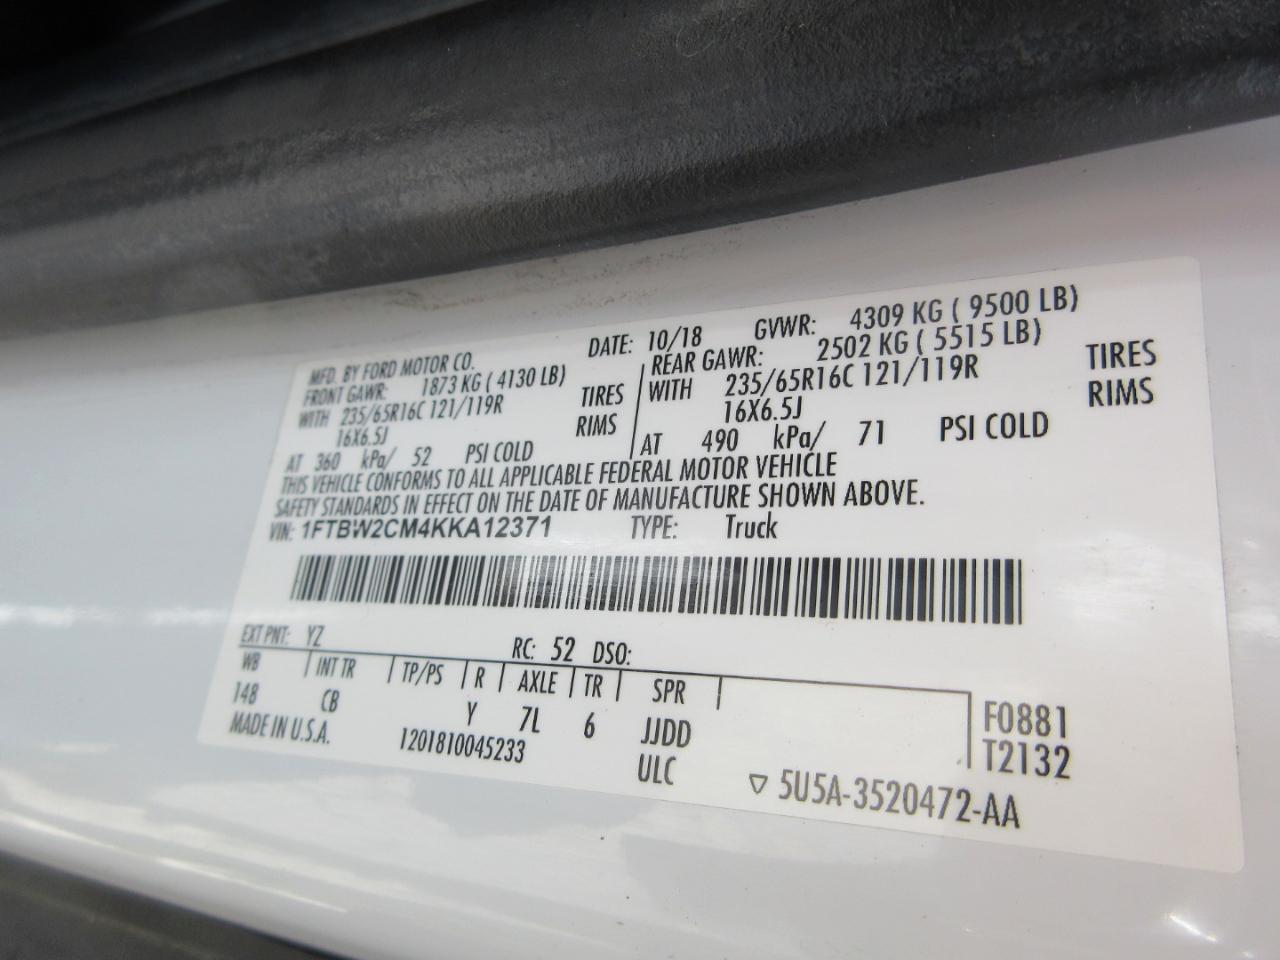 MFD. BY FORD MOTOR CO. DATE: 10/18 GVWR: 4309 KG ( 9500 LB)
FRONT GAWR: 1873 KG ( 4130 LB) REAR GAWR: 2502 KG ( 5515 LB)
WITH 235/65R16C 121/119R TIRES WITH 235/65R16C 121/119R TIRES
16X6.5J RIMS 16X6.5J RIMS
AT 360 kPa/ 52 PSI COLD AT 490 kPa/ 71 PSI COLD
THIS VEHICLE CONFORMS TO ALL APPLICABLE FEDERAL MOTOR VEHICLE
SAFETY STANDARDS IN EFFECT ON THE DATE OF MANUFACTURE SHOWN ABOVE.
VIN: 1FTBW2CM4KKA12371 TYPE: Truck
EXT PNT: YZ RC: 52 DSO:
WB INT TR TP/PS R AXLE TR SPR
148 CB Y 7L 6 JJDD F0881
T2132
MADE IN U.S.A. 1201810045233 ULC ▽ 5U5A-3520472-AA